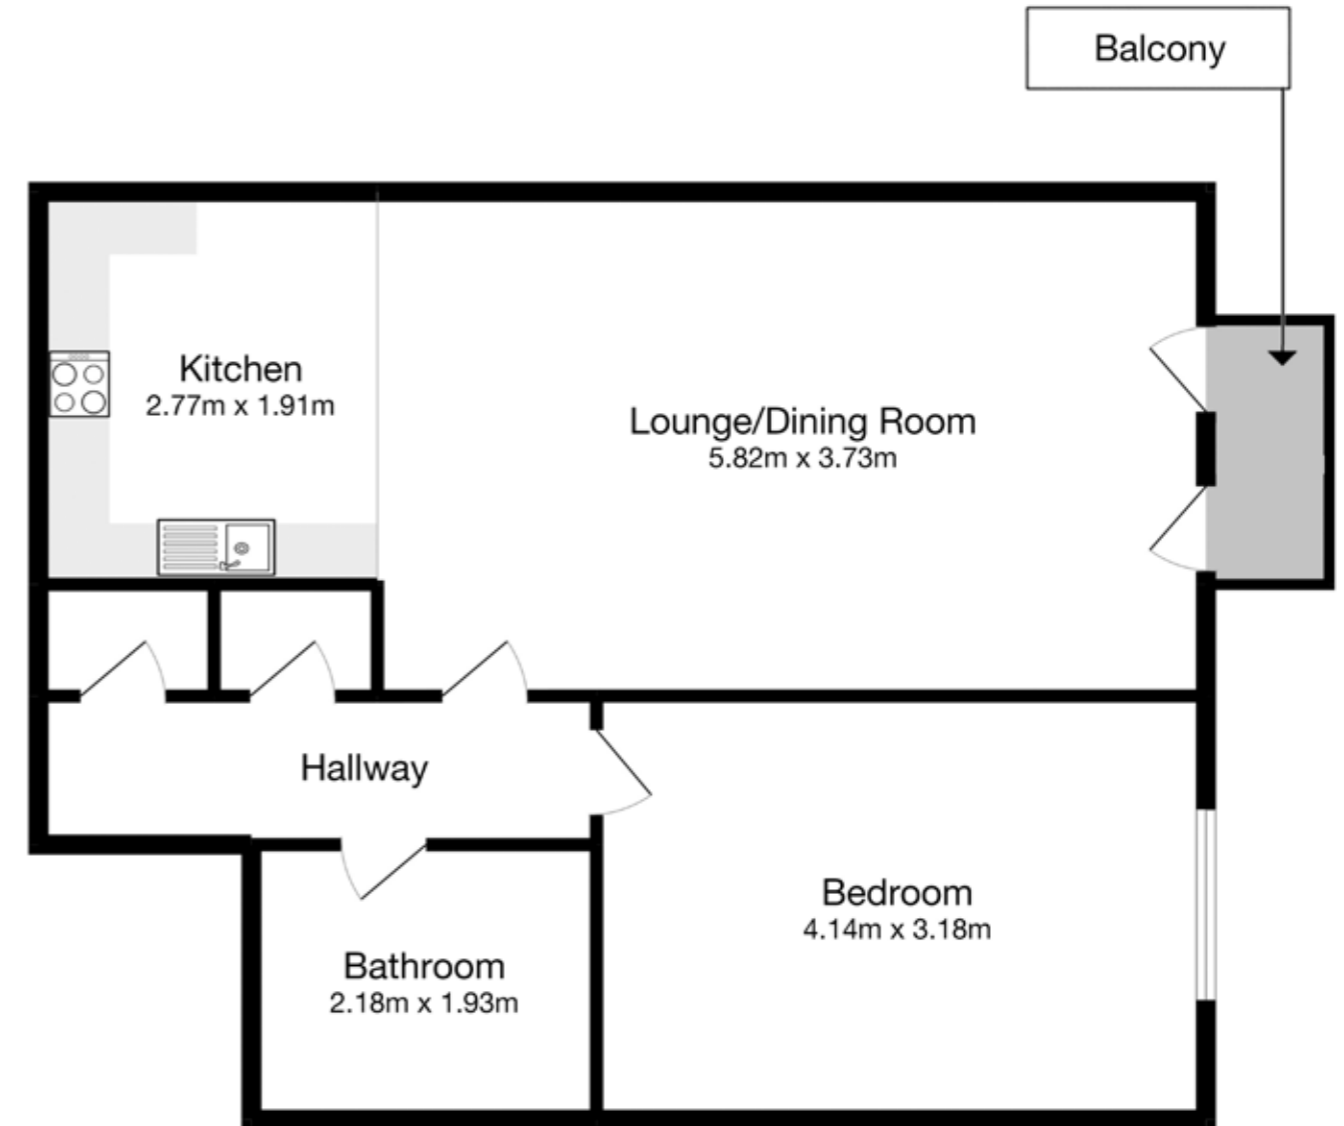 Balcony
Kitchen
2.77m x 1.91m
Lounge/Dining Room
5.82m x 3.73m
Hallway
Bedroom
4.14m x 3.18m
Bathroom
2.18m x 1.93m